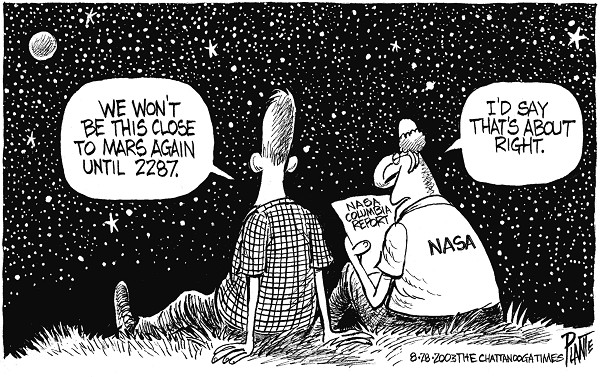 WE WON'T
BE THIS CLOSE
TO MARS AGAIN
UNTIL 2287.
I'D SAY
THAT'S ABOUT
RIGHT.
NASA
COLUMBIA
REPORT
NASA
8-28-2003 THE CHATTANOOGA TIMES
PLANTE